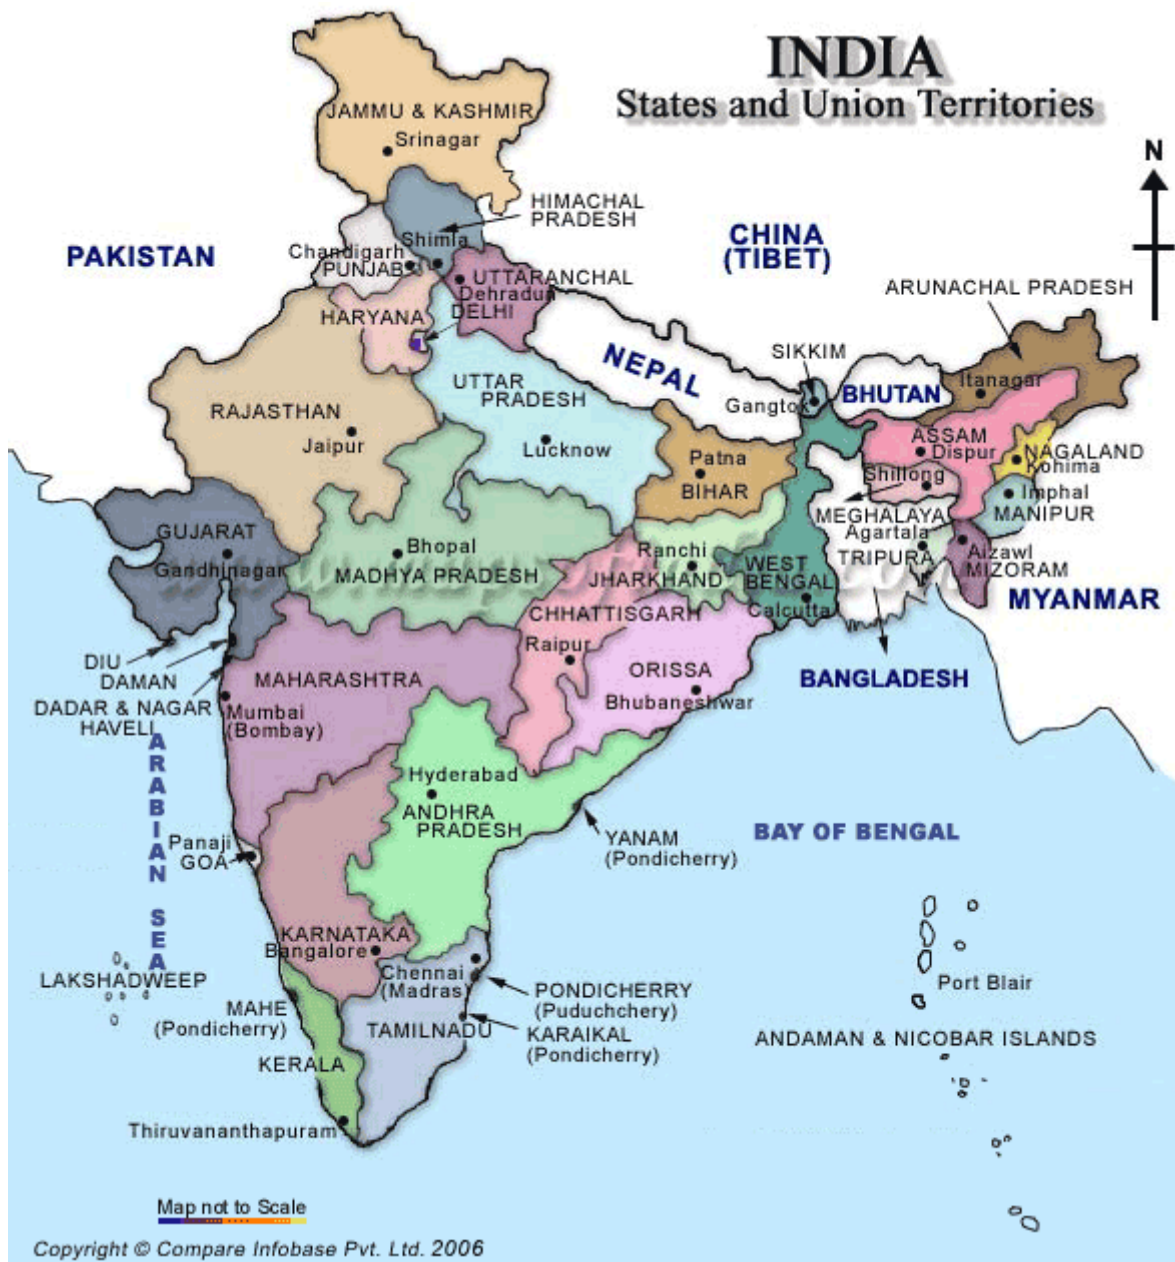 INDIA
States and Union Territories
N
JAMMU & KASHMIR
Srinagar
HIMACHAL
PRADESH
PAKISTAN
CHINA
(TIBET)
Shimla
Chandigarh
PUNJAB
UTTARANCHAL
Dehradun
DELHI
HARYANA
ARUNACHAL PRADESH
NEPAL
SIKKIM
BHUTAN
Itanagar
Gangtok
UTTAR
PRADESH
RAJASTHAN
Jaipur
Lucknow
ASSAM
Dispur
NAGALAND
Kohima
Patna
BIHAR
Shillong
Imphal
MANIPUR
MEGHALAYA
Agartala
TRIPURA
GUJARAT
Gandhinagar
Bhopal
MADHYA PRADESH
Ranchi
JHARKHAND
WEST
BENGAL
Calcutta
Aizawl
MIZORAM
MYANMAR
CHHATTISGARH
Raipur
ORISSA
Bhubaneshwar
BANGLADESH
DIU
DAMAN
DADAR & NAGAR
HAVELI
MAHARASHTRA
Mumbai
(Bombay)
ARABIAN SEA
Hyderabad
ANDHRA
PRADESH
YANAM
(Pondicherry)
BAY OF BENGAL
Panaji
GOA
KARNATAKA
Bangalore
LAKSHADWEEP
Chennai
(Madras)
PONDICHERRY
(Puduchchery)
Port Blair
MAHE
(Pondicherry)
TAMILNADU
KARAIKAL
(Pondicherry)
ANDAMAN & NICOBAR ISLANDS
KERALA
Thiruvananthapuram
Map not to Scale
Copyright © Compare Infobase Pvt. Ltd. 2006